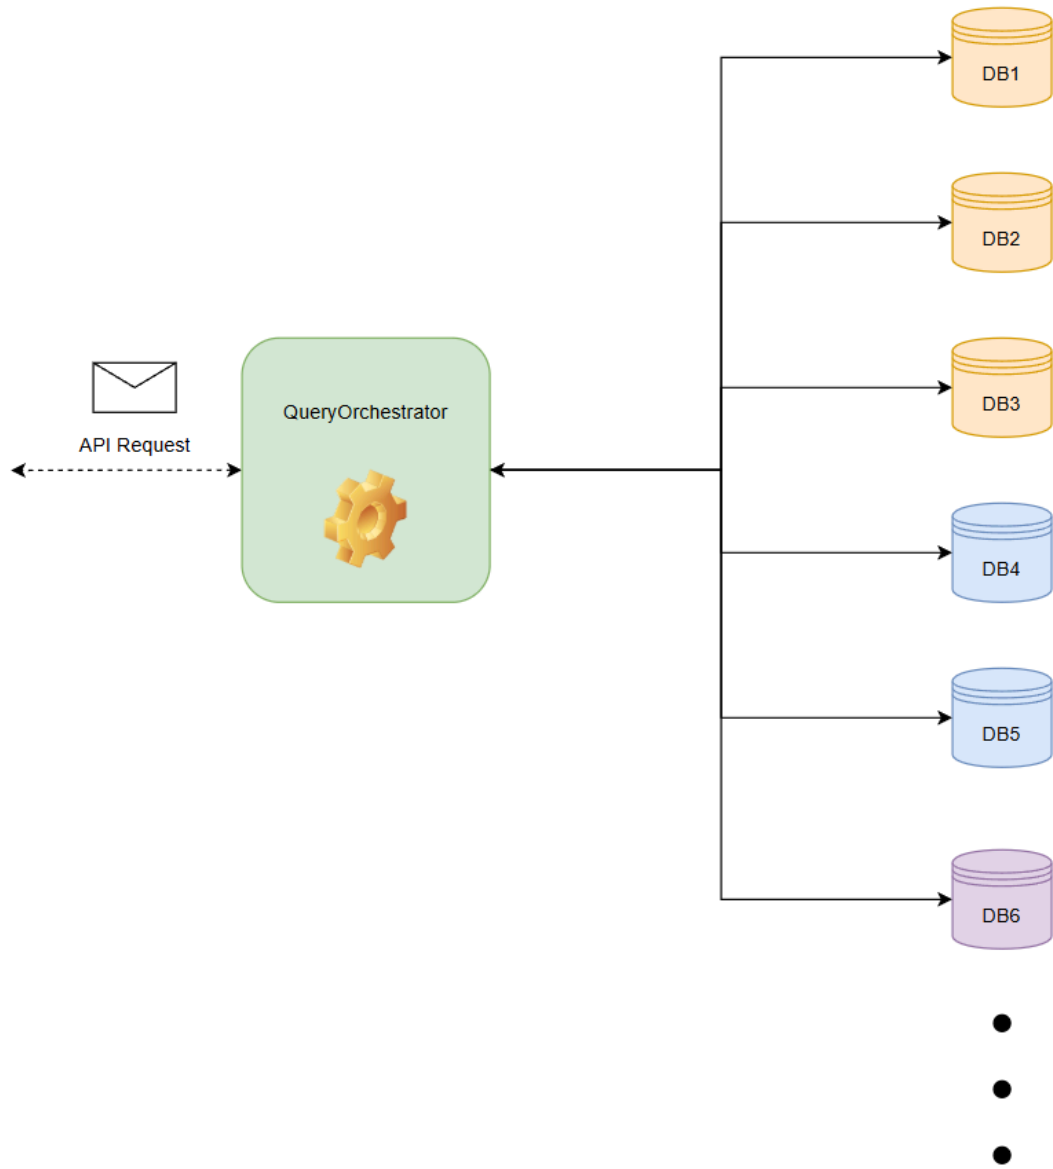 DB1
DB2
DB3
API Request
QueryOrchestrator
DB4
DB5
DB6